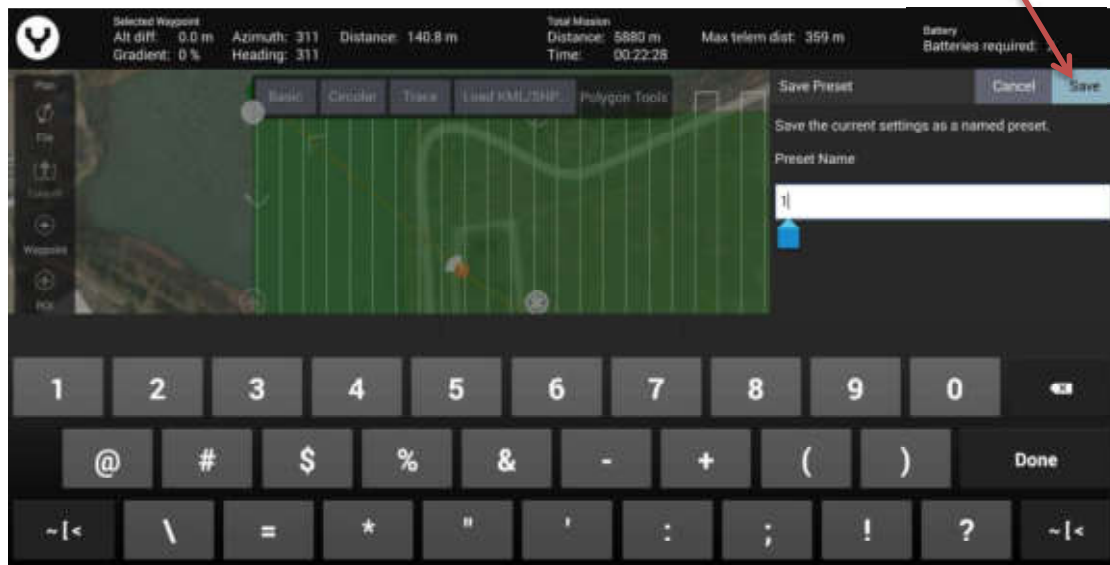 Selected Waypoint
Alt diff: 0.0 m Azimuth: 311 Distance: 140.8 m
Gradient: 0 % Heading: 311
Total Mission
Distance: 5880 m Max telem dist: 359 m
Time: 00:22:28
Battery
Batteries required:
Plan
File
Waypoint
POI
Basic Circular Trace Load KML/SHP... Polygon Tools
Save Preset Cancel Save
Save the current settings as a named preset.
Preset Name
1
1 2 3 4 5 6 7 8 9 0
@ # $ % & - + ( ) Done
~[< \ = * " ' : ; ! ? ~[<